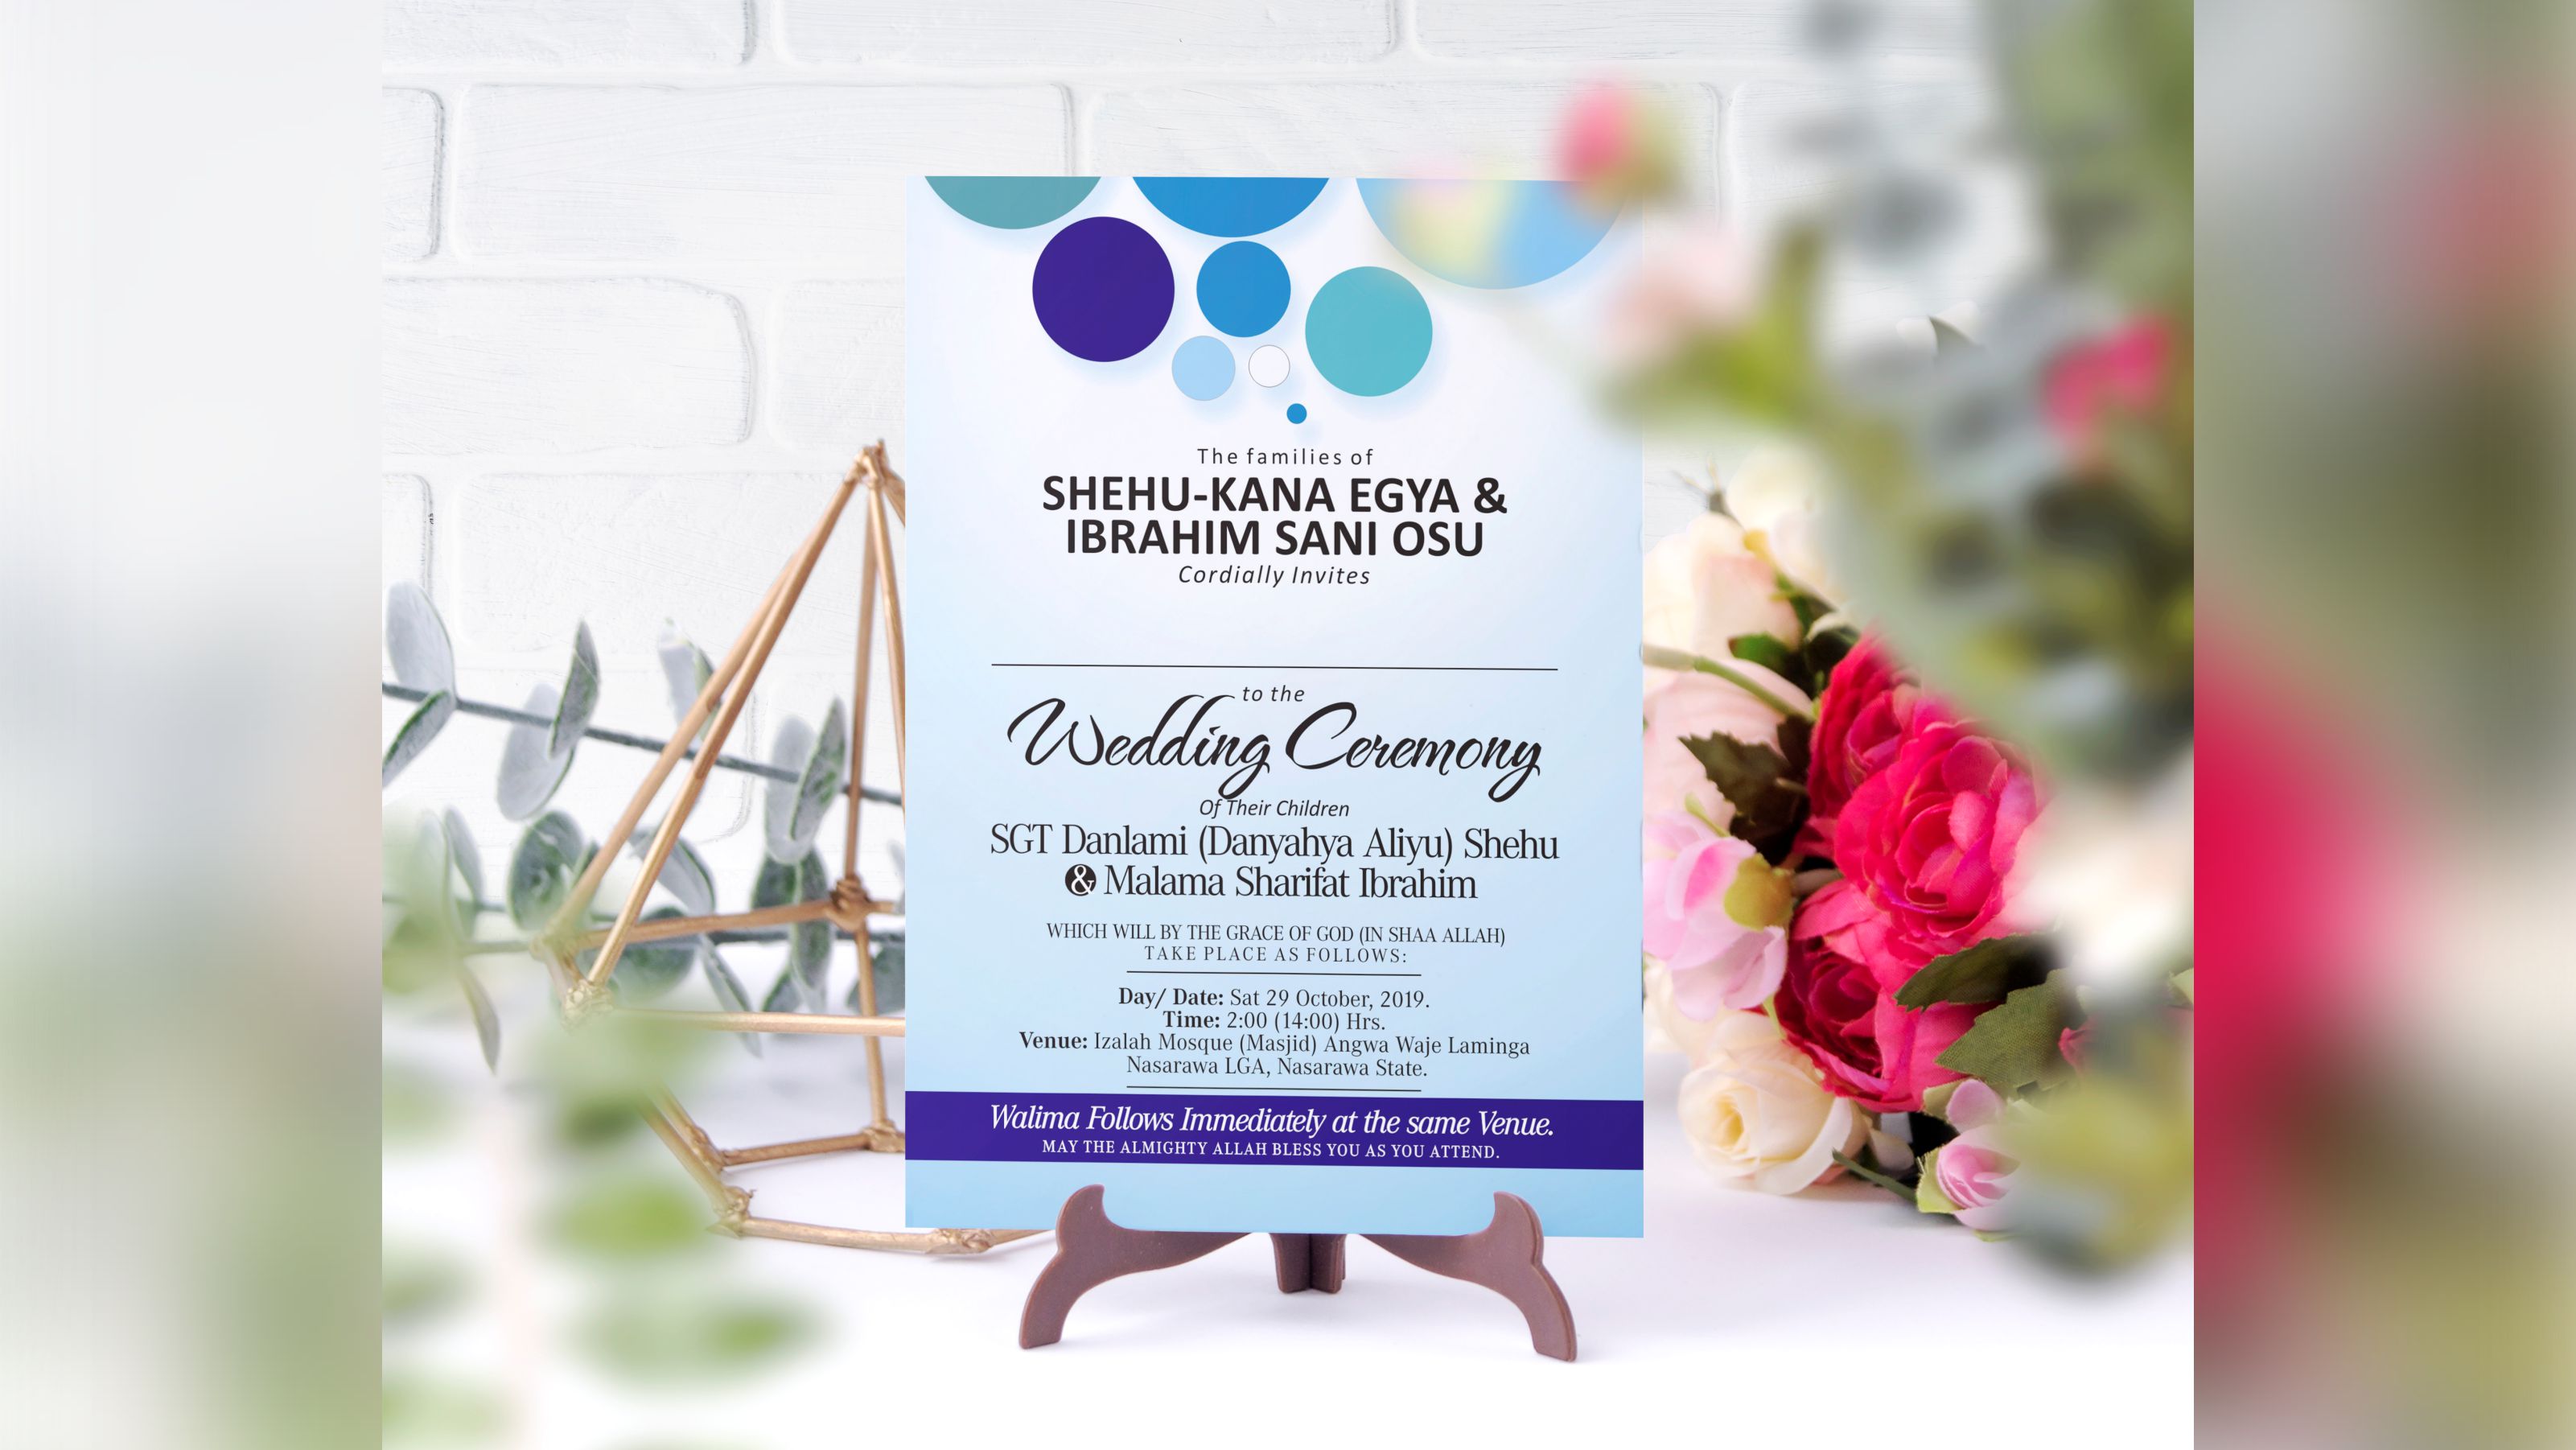 The families of
SHEHU-KANA EGYA &
IBRAHIM SANI OSU
Cordially Invites
to the
Wedding Ceremony
Of Their Children
SGT Danlami (Danyahya Aliyu) Shehu
& Malama Sharifat Ibrahim
WHICH WILL BY THE GRACE OF GOD (IN SHAA ALLAH)
TAKE PLACE AS FOLLOWS:
Day/ Date: Sat 29 October, 2019.
Time: 2:00 (14:00) Hrs.
Venue: Izalah Mosque (Masjid) Angwa Waje Laminga
Nasarawa LGA, Nasarawa State.
Walima Follows Immediately at the same Venue.
MAY THE ALMIGHTY ALLAH BLESS YOU AS YOU ATTEND.